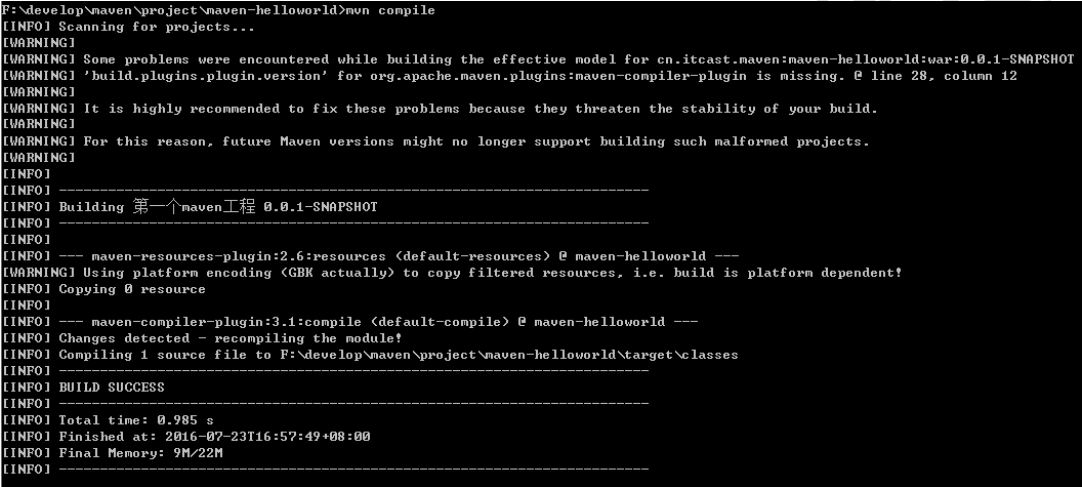 F:\develop\maven\project\maven-helloworld>mvn compile
[INFO] Scanning for projects...
[WARNING]
[WARNING] Some problems were encountered while building the effective model for cn.itcast.maven:maven-helloworld:war:0.0.1-SNAPSHOT
[WARNING] 'build.plugins.plugin.version' for org.apache.maven.plugins:maven-compiler-plugin is missing. @ line 28, column 12
[WARNING]
[WARNING] It is highly recommended to fix these problems because they threaten the stability of your build.
[WARNING]
[WARNING] For this reason, future Maven versions might no longer support building such malformed projects.
[WARNING]
[INFO]
[INFO] ------------------------------------------------------------------------
[INFO] Building 第一个maven工程 0.0.1-SNAPSHOT
[INFO] ------------------------------------------------------------------------
[INFO]
[INFO] --- maven-resources-plugin:2.6:resources (default-resources) @ maven-helloworld ---
[WARNING] Using platform encoding (GBK actually) to copy filtered resources, i.e. build is platform dependent!
[INFO] Copying 0 resource
[INFO]
[INFO] --- maven-compiler-plugin:3.1:compile (default-compile) @ maven-helloworld ---
[INFO] Changes detected - recompiling the module!
[INFO] Compiling 1 source file to F:\develop\maven\project\maven-helloworld\target\classes
[INFO] ------------------------------------------------------------------------
[INFO] BUILD SUCCESS
[INFO] ------------------------------------------------------------------------
[INFO] Total time: 0.985 s
[INFO] Finished at: 2016-07-23T16:57:49+08:00
[INFO] Final Memory: 9M/22M
[INFO] ------------------------------------------------------------------------